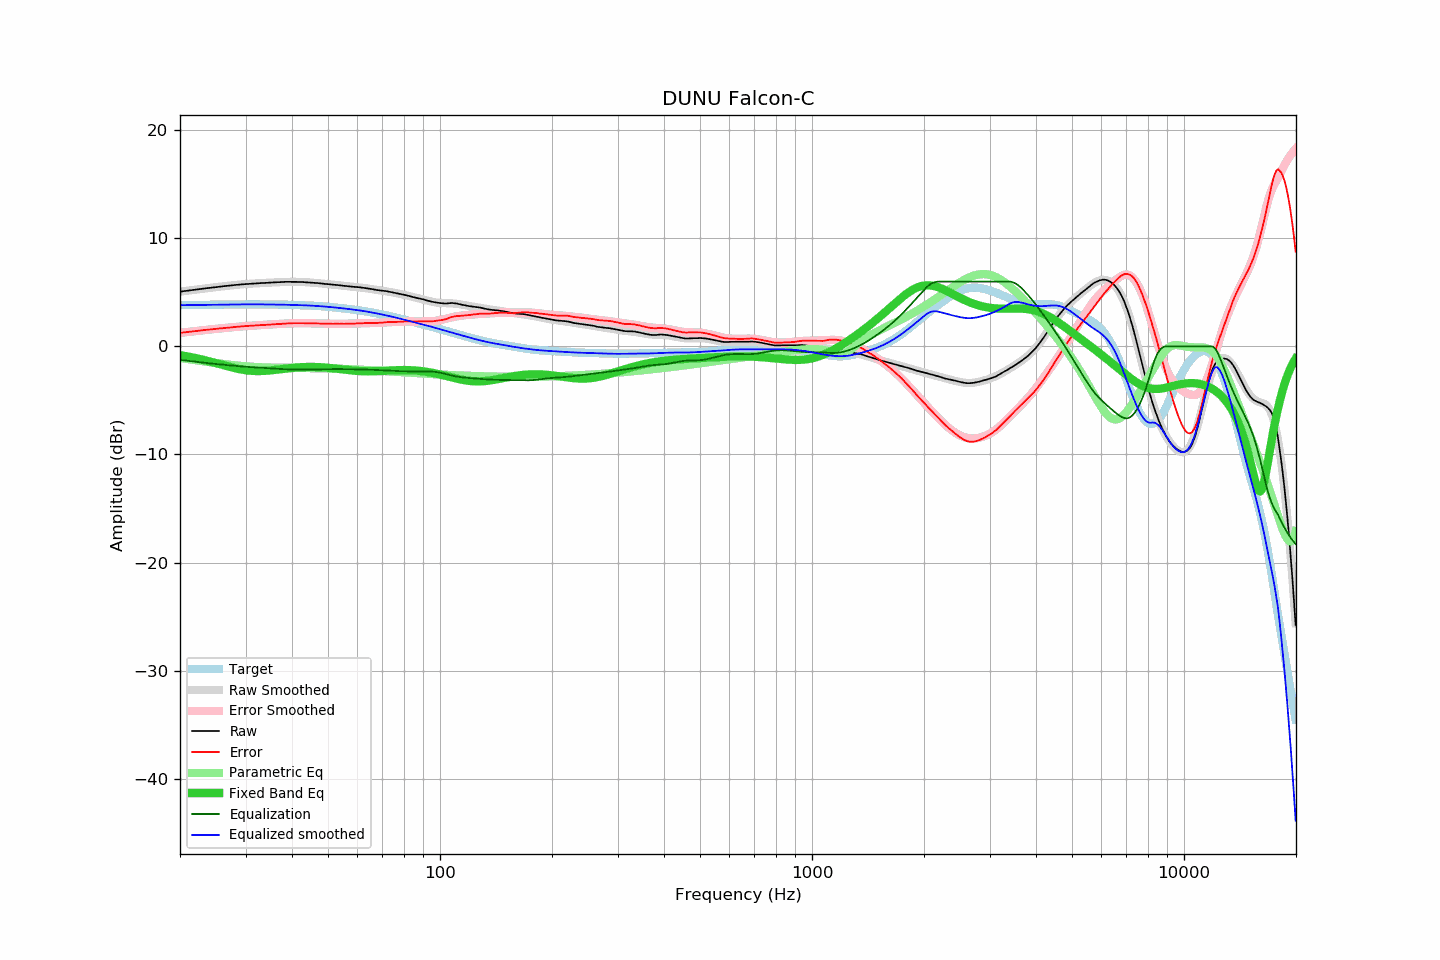 DUNU Falcon-C
20
10
0
−10
−20
−30
−40
Amplitude (dBr)
Target
Raw Smoothed
Error Smoothed
Raw
Error
Parametric Eq
Fixed Band Eq
Equalization
Equalized smoothed
100 1000 10000
Frequency (Hz)